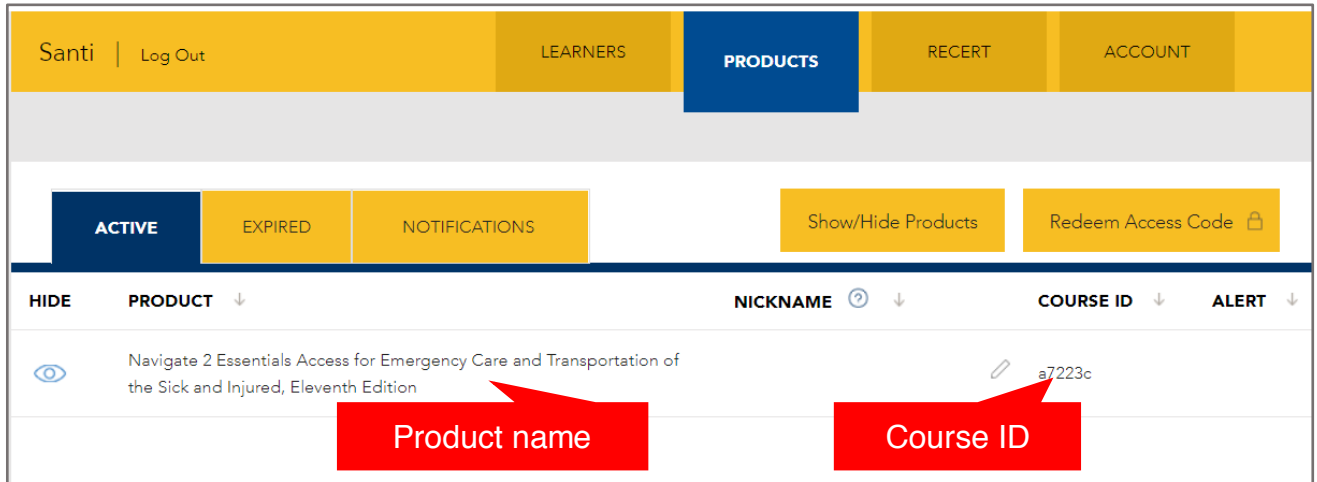 Santi | Log Out LEARNERS PRODUCTS RECERT ACCOUNT
ACTIVE EXPIRED NOTIFICATIONS Show/Hide Products Redeem Access Code
HIDE PRODUCT NICKNAME ? COURSE ID ALERT
Navigate 2 Essentials Access for Emergency Care and Transportation of
the Sick and Injured, Eleventh Edition
a7223c
Product name Course ID